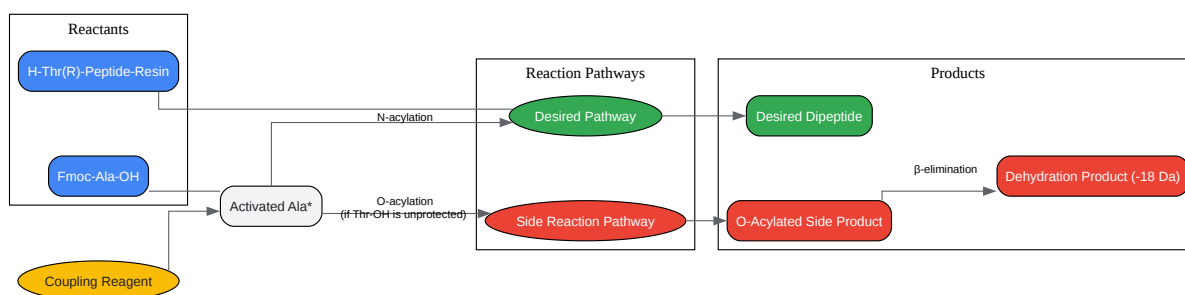 Reactants
H-Thr(R)-Peptide-Resin
Fmoc-Ala-OH
Coupling Reagent
Activated Ala*
N-acylation
O-acylation
(if Thr-OH is unprotected)
Reaction Pathways
Desired Pathway
Side Reaction Pathway
Products
Desired Dipeptide
O-Acylated Side Product
β-elimination
Dehydration Product (-18 Da)